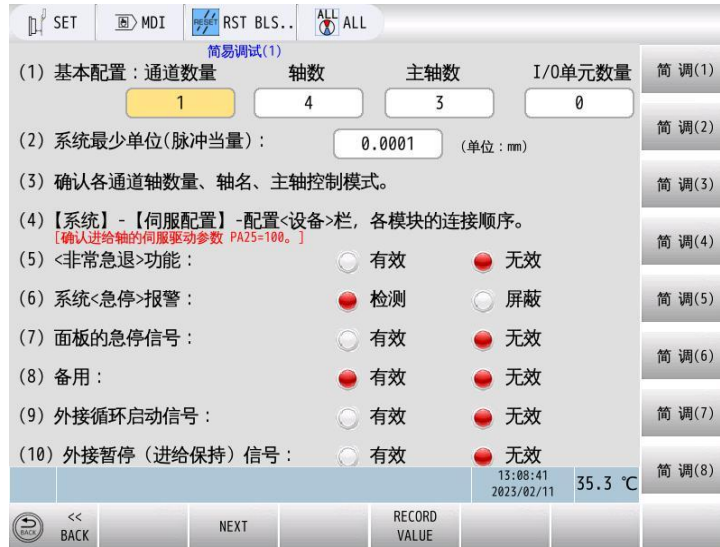 SET MDI RESET RST BLS.. ALL ALL
简易调试(1)
(1) 基本配置：通道数量 轴数 主轴数 I/O单元数量
1 4 3 0
(2) 系统最少单位(脉冲当量)： 0.0001 (单位：mm)
(3) 确认各通道轴数量、轴名、主轴控制模式。
(4)【系统】-【伺服配置】-配置<设备>栏，各模块的连接顺序。
[确认进给轴的伺服驱动参数 PA25=100。]
(5) <非常急退>功能： 有效 无效
(6) 系统<急停>报警： 检测 屏蔽
(7) 面板的急停信号： 有效 无效
(8) 备用： 有效 无效
(9) 外接循环启动信号： 有效 无效
(10) 外接暂停（进给保持）信号： 有效 无效
13:08:41
2023/02/11
35.3 ℃
简 调(1)
简 调(2)
简 调(3)
简 调(4)
简 调(5)
简 调(6)
简 调(7)
简 调(8)
BACK
<<
BACK
NEXT
RECORD
VALUE